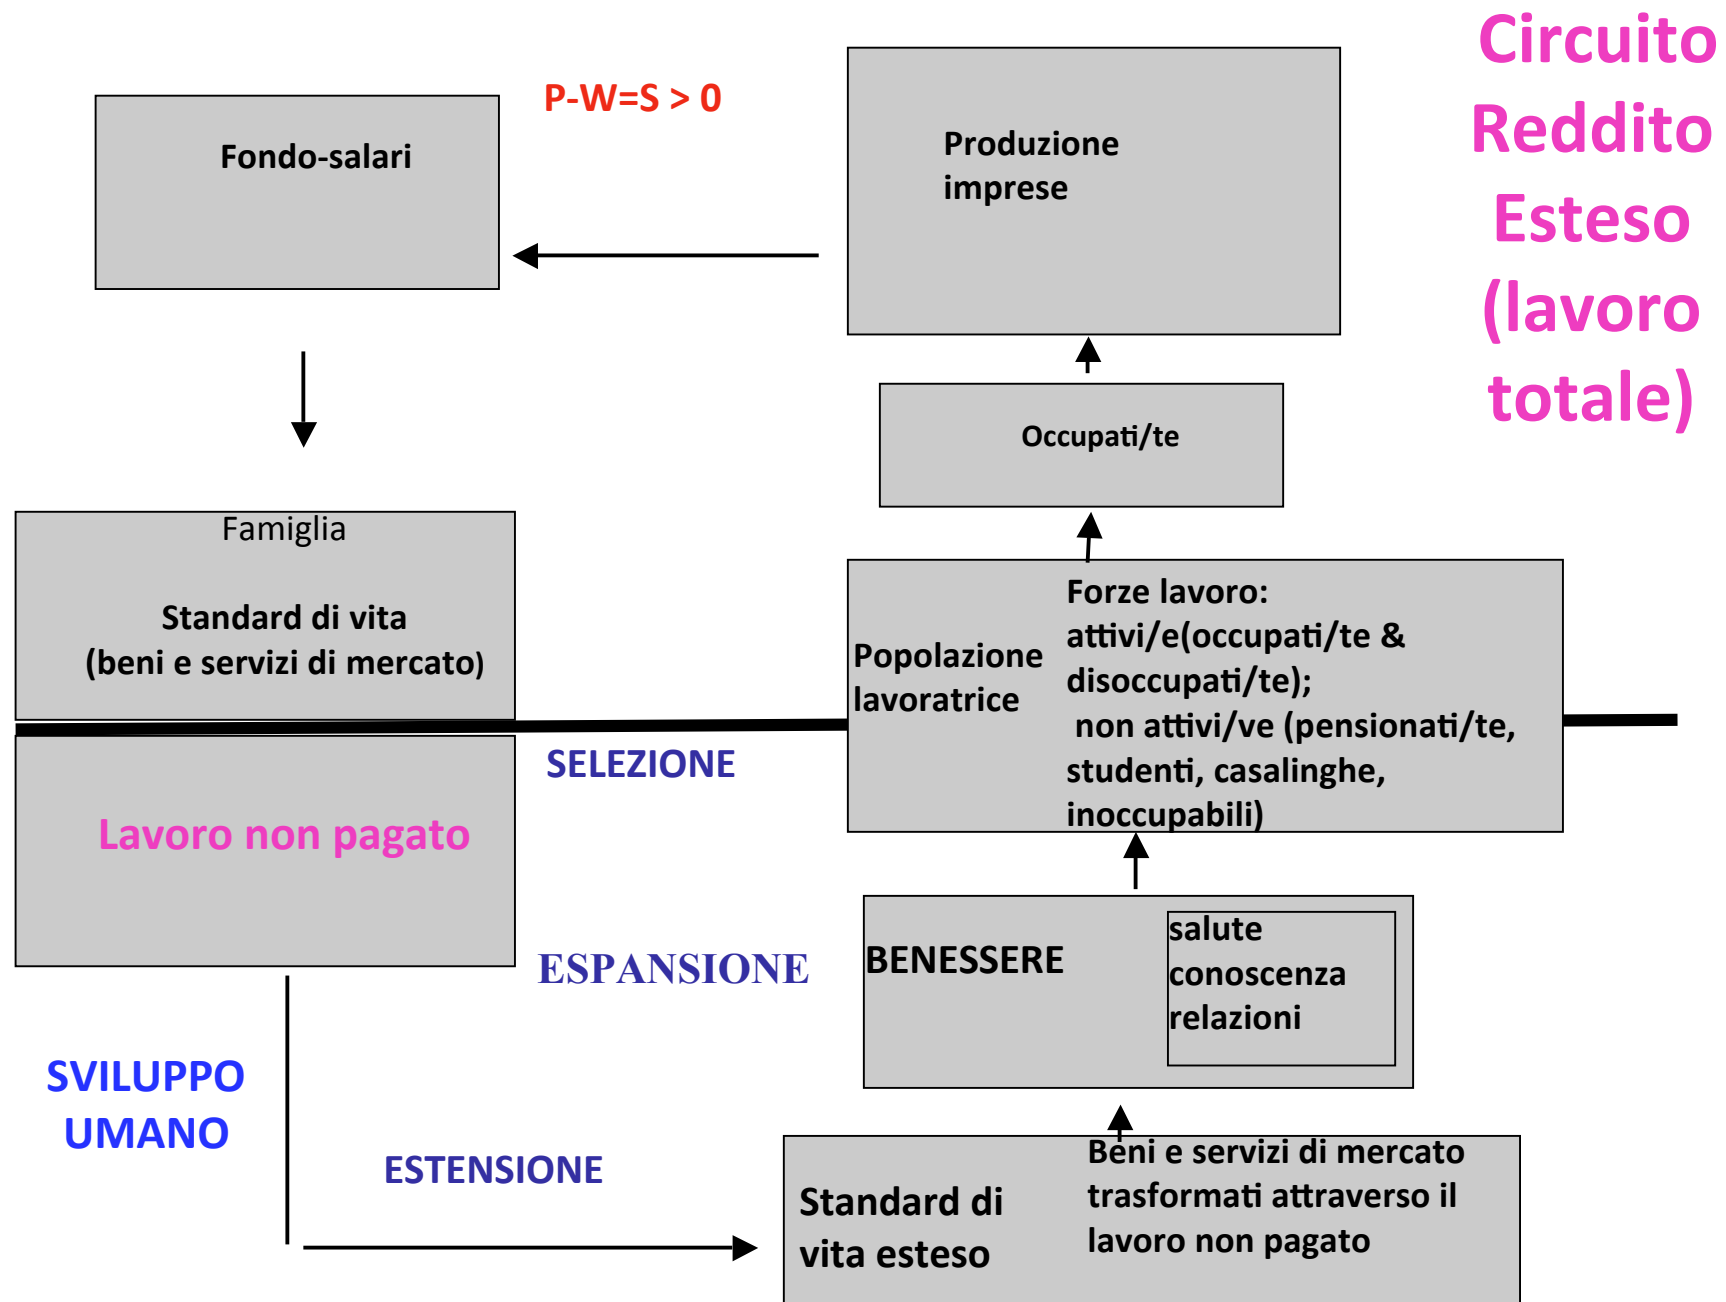 Circuito
Reddito
Esteso
(lavoro
totale)
P-W=S > 0
Fondo-salari
Produzione
imprese
Occupati/te
Famiglia
Standard di vita
(beni e servizi di mercato)
Popolazione
lavoratrice
Forze lavoro:
attivi/e(occupati/te &
disoccupati/te);
non attivi/ve (pensionati/te,
studenti, casalinghe,
inoccupabili)
SELEZIONE
Lavoro non pagato
ESPANSIONE
BENESSERE
salute
conoscenza
relazioni
SVILUPPO
UMANO
ESTENSIONE
Standard di
vita esteso
Beni e servizi di mercato
trasformati attraverso il
lavoro non pagato